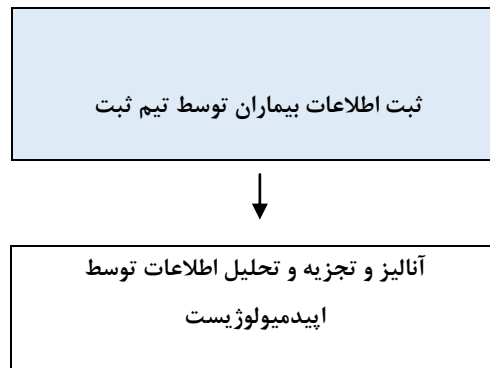 ثبت اطلاعات بیماران توسط تیم ثبت
آنالیز و تجزیه و تحلیل اطلاعات توسط
اپیدمیولوژیست